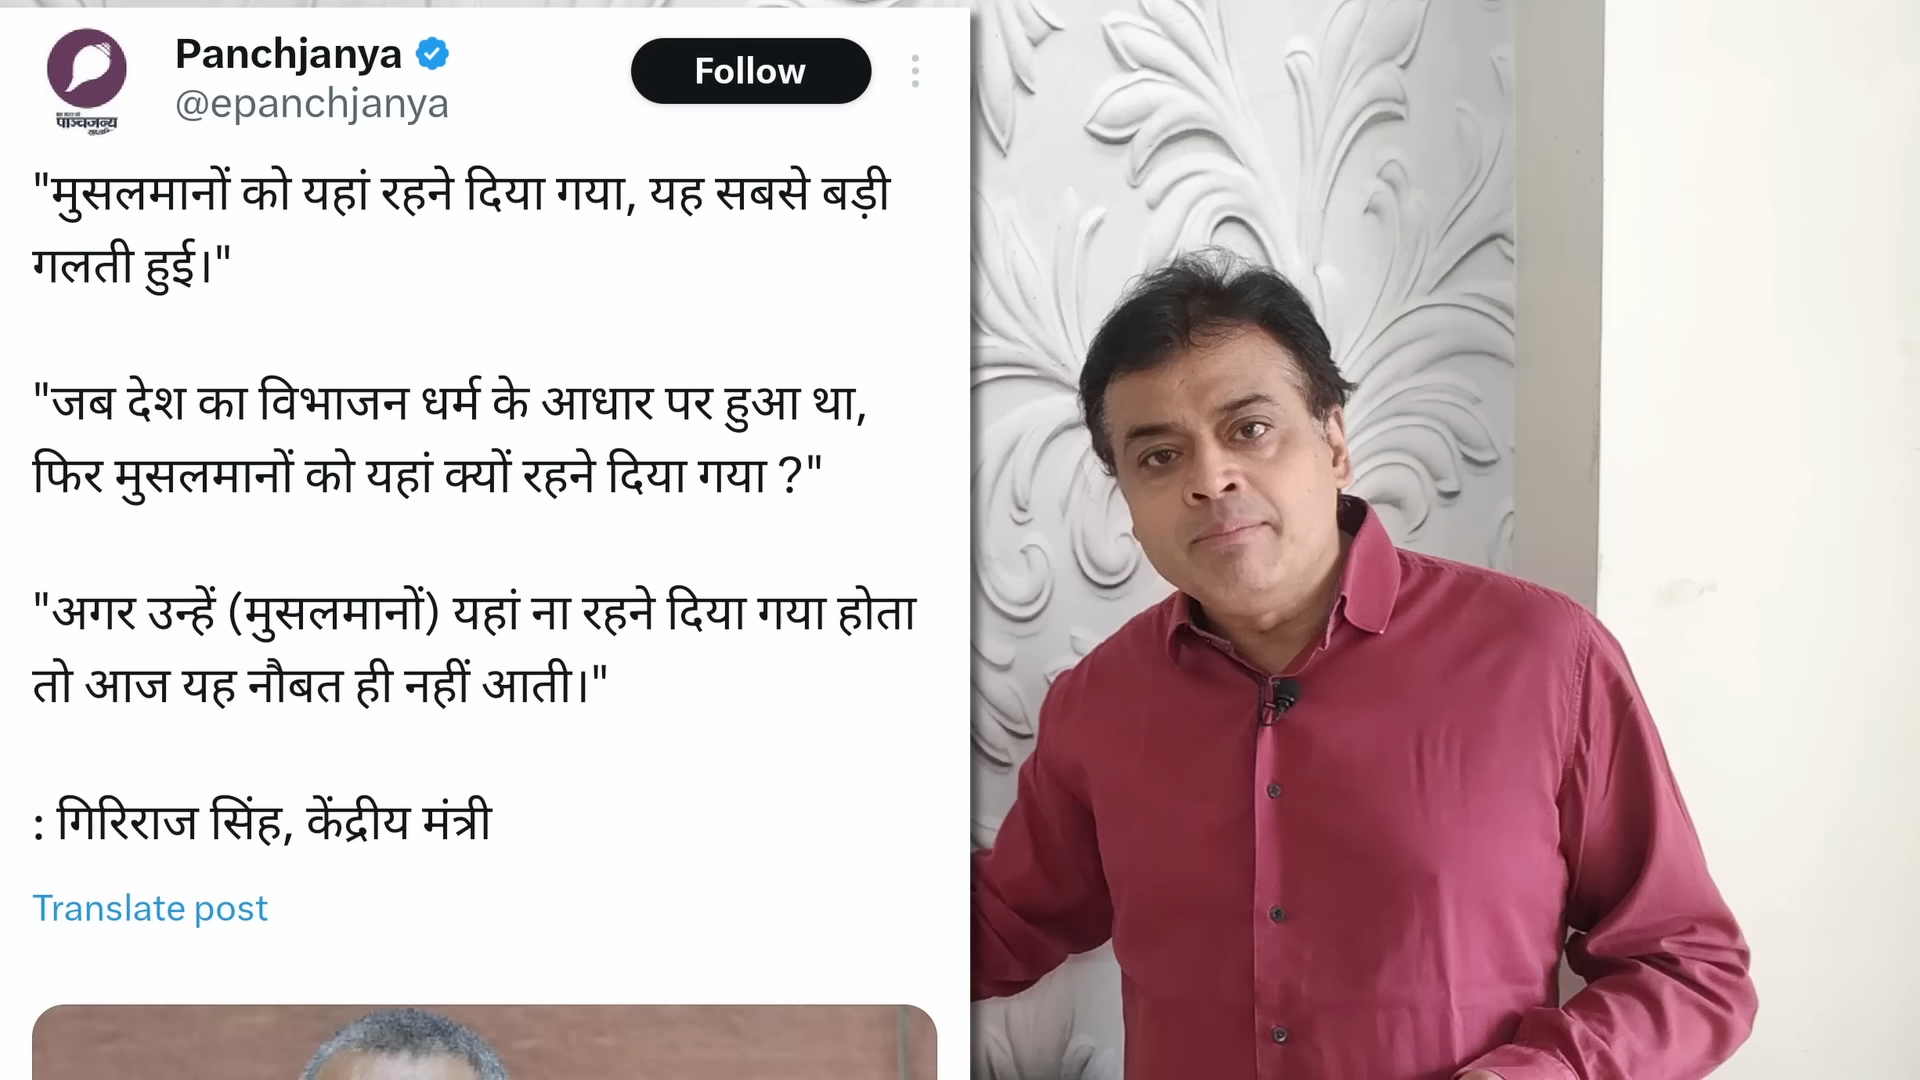 Panchjanya
@epanchjanya
Follow
पाञ्चजन्य
"मुसलमानों को यहां रहने दिया गया, यह सबसे बड़ी
गलती हुई।"
"जब देश का विभाजन धर्म के आधार पर हुआ था,
फिर मुसलमानों को यहां क्यों रहने दिया गया ?"
"अगर उन्हें (मुसलमानों) यहां ना रहने दिया गया होता
तो आज यह नौबत ही नहीं आती।"
: गिरिराज सिंह, केंद्रीय मंत्री
Translate post